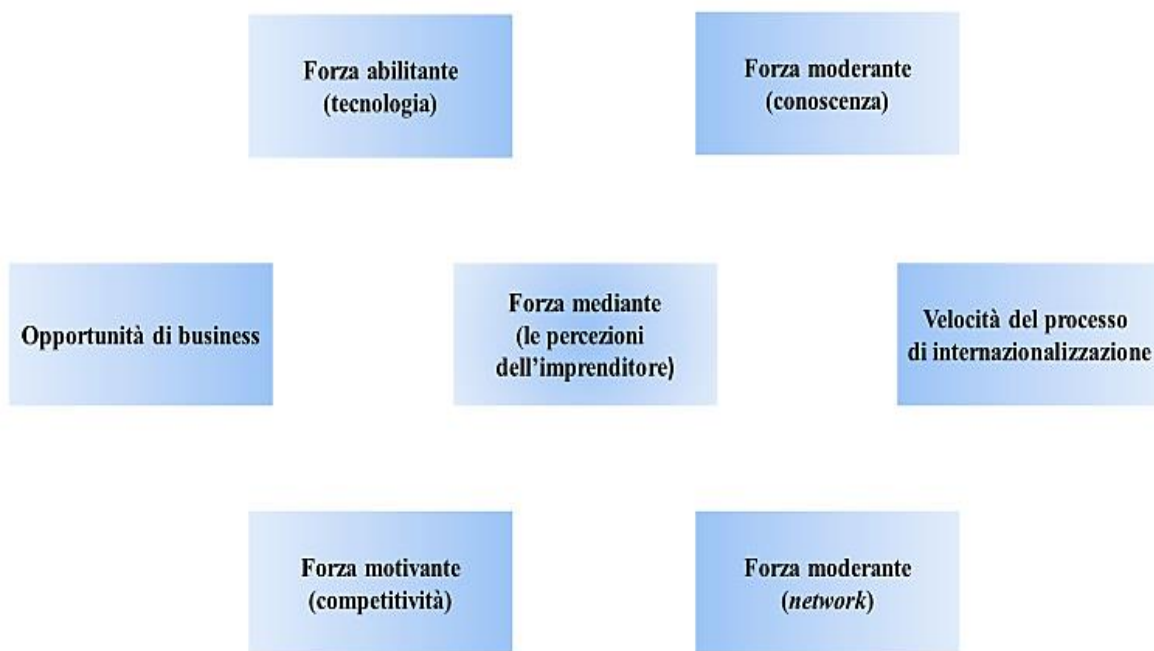 Forza abilitante
(tecnologia)
Forza moderante
(conoscenza)
Opportunità di business
Forza mediante
(le percezioni
dell'imprenditore)
Velocità del processo
di internazionalizzazione
Forza motivante
(competitività)
Forza moderante
(network)